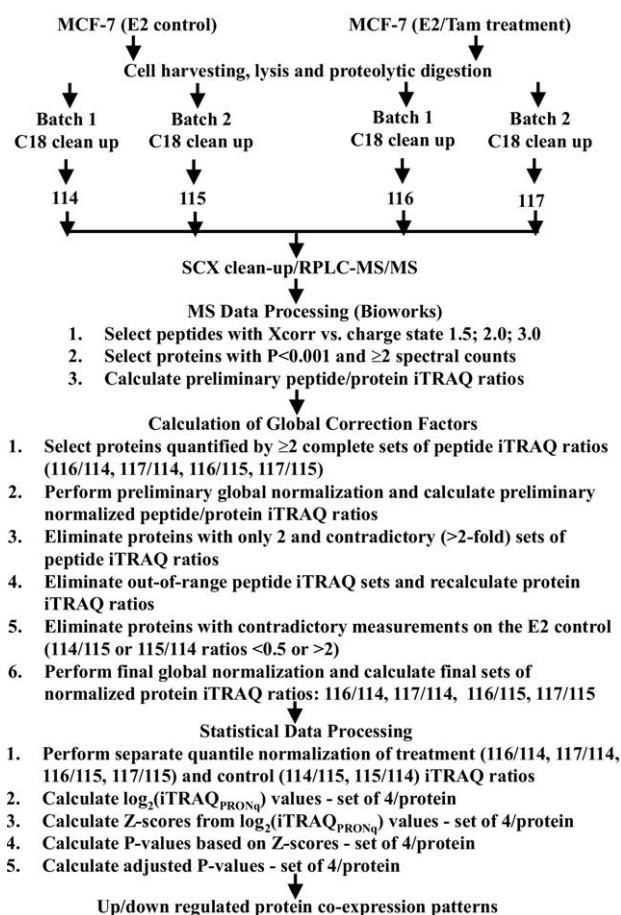 MCF-7 (E2 control) MCF-7 (E2/Tam treatment)
Cell harvesting, lysis and proteolytic digestion
Batch 1 Batch 2 Batch 1 Batch 2
C18 clean up C18 clean up C18 clean up C18 clean up
114 115 116 117
SCX clean-up/RPLC-MS/MS
MS Data Processing (Bioworks)
1. Select peptides with Xcorr vs. charge state 1.5; 2.0; 3.0
2. Select proteins with P<0.001 and ≥2 spectral counts
3. Calculate preliminary peptide/protein iTRAQ ratios
Calculation of Global Correction Factors
1. Select proteins quantified by ≥2 complete sets of peptide iTRAQ ratios
(116/114, 117/114, 116/115, 117/115)
2. Perform preliminary global normalization and calculate preliminary
normalized peptide/protein iTRAQ ratios
3. Eliminate proteins with only 2 and contradictory (>2-fold) sets of
peptide iTRAQ ratios
4. Eliminate out-of-range peptide iTRAQ sets and recalculate protein
iTRAQ ratios
5. Eliminate proteins with contradictory measurements on the E2 control
(114/115 or 115/114 ratios <0.5 or >2)
6. Perform final global normalization and calculate final sets of
normalized protein iTRAQ ratios: 116/114, 117/114, 116/115, 117/115
Statistical Data Processing
1. Perform separate quantile normalization of treatment (116/114, 117/114,
116/115, 117/115) and control (114/115, 115/114) iTRAQ ratios
2. Calculate log₂(iTRAQPRONq) values - set of 4/protein
3. Calculate Z-scores from log₂(iTRAQPRONq) values - set of 4/protein
4. Calculate P-values based on Z-scores - set of 4/protein
5. Calculate adjusted P-values - set of 4/protein
Up/down regulated protein co-expression patterns